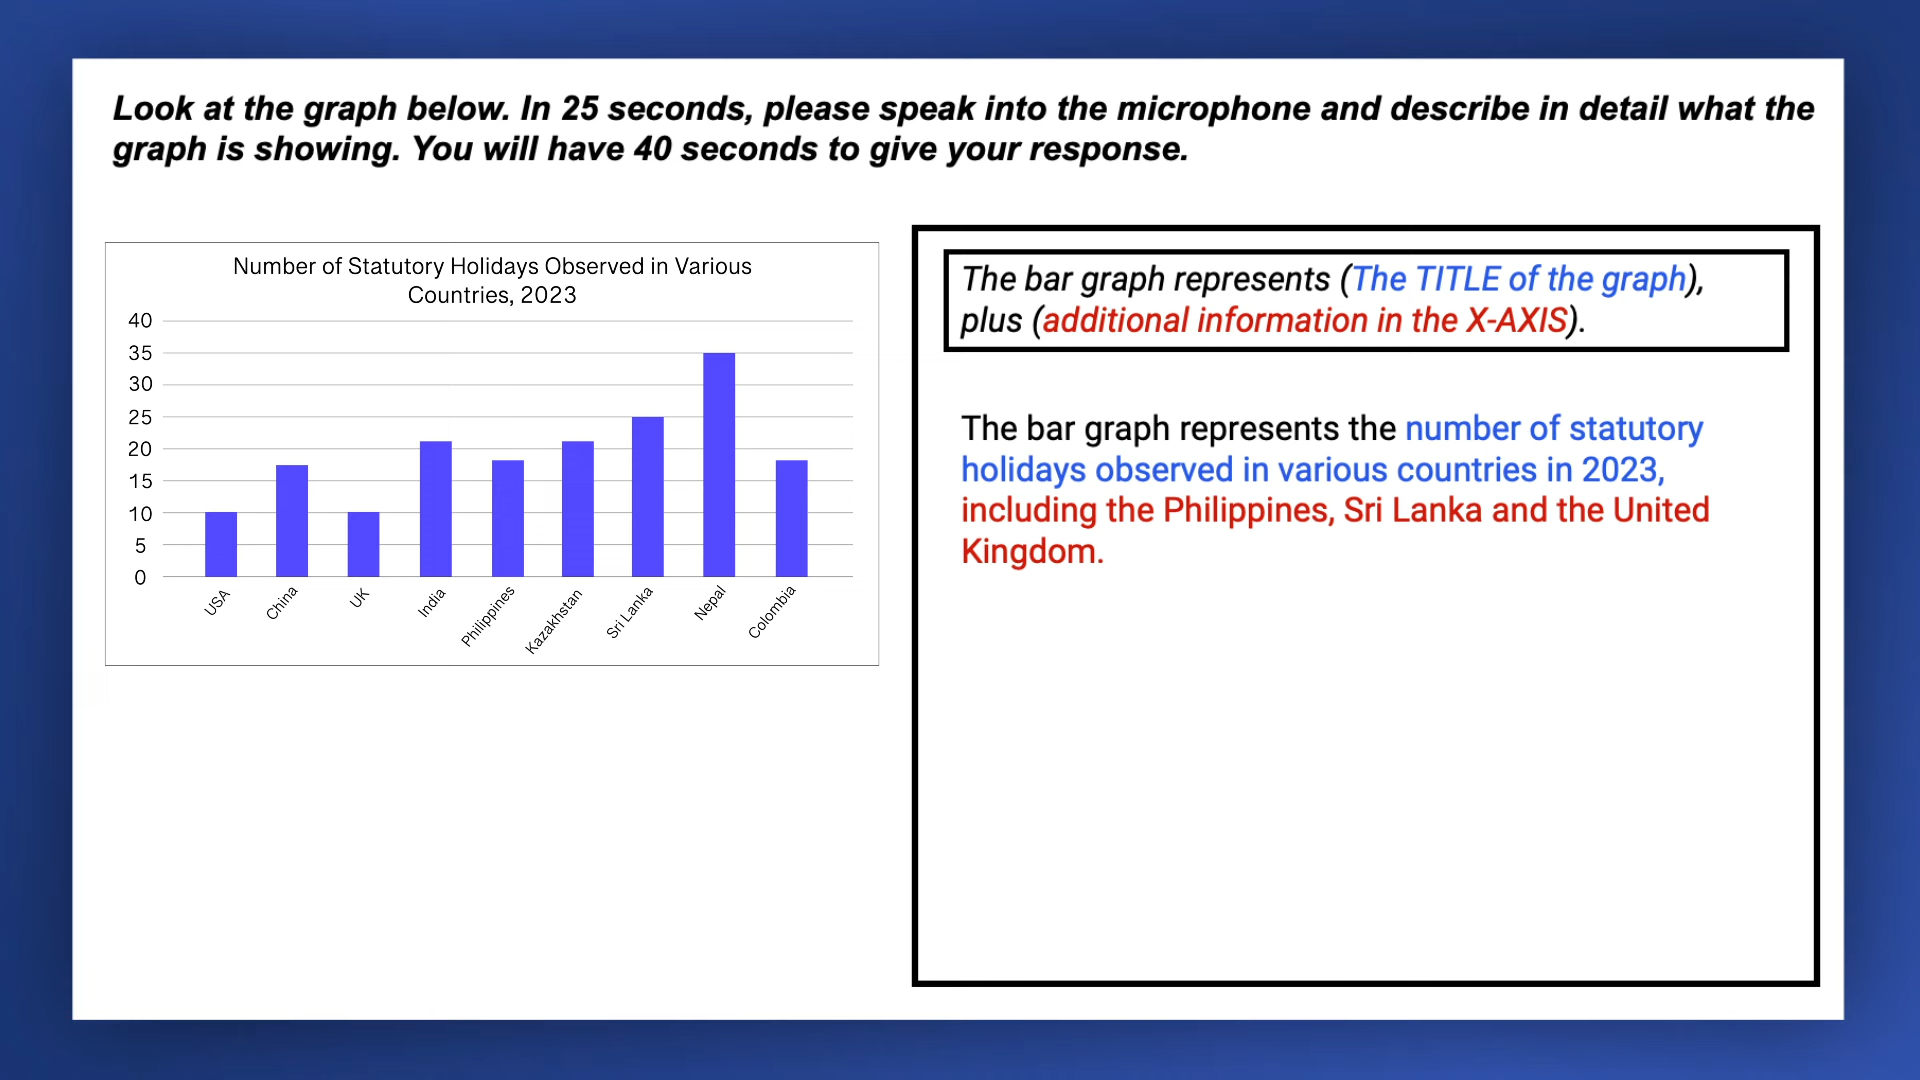 Look at the graph below. In 25 seconds, please speak into the microphone and describe in detail what the
graph is showing. You will have 40 seconds to give your response.
Number of Statutory Holidays Observed in Various
Countries, 2023
40
35
30
25
20
15
10
5
0
USA
China
UK
India
Philippines
Kazakhstan
Sri Lanka
Nepal
Colombia
The bar graph represents (The TITLE of the graph),
plus (additional information in the X-AXIS).
The bar graph represents the number of statutory
holidays observed in various countries in 2023,
including the Philippines, Sri Lanka and the United
Kingdom.